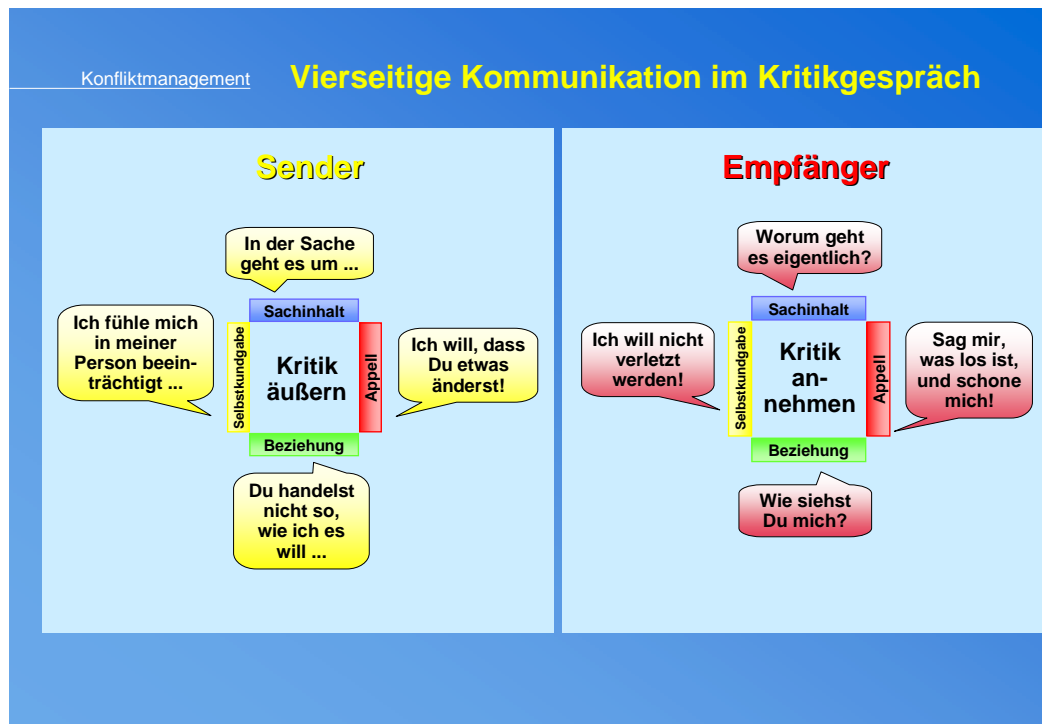 Konfliktmanagement
Vierseitige Kommunikation im Kritikgespräch
Sender
In der Sache
geht es um ...
Ich fühle mich
in meiner
Person beein-
trächtigt ...
Sachinhalt
Selbstkundgabe
Kritik
äußern
Appell
Beziehung
Ich will, dass
Du etwas
änderst!
Du handelst
nicht so,
wie ich es
will ...
Empfänger
Worum geht
es eigentlich?
Ich will nicht
verletzt
werden!
Sachinhalt
Selbstkundgabe
Kritik
an-
nehmen
Appell
Beziehung
Sag mir,
was los ist,
und schone
mich!
Wie siehst
Du mich?